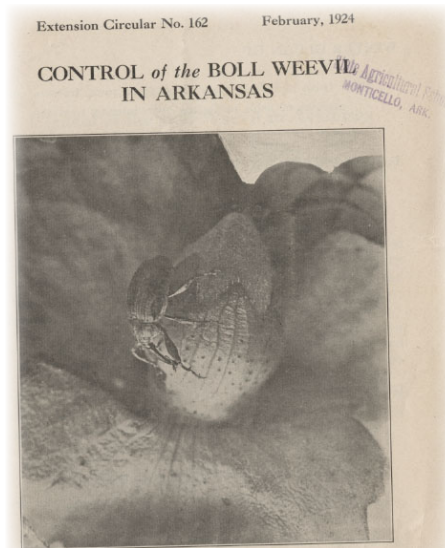 Extension Circular No. 162 February, 1924
CONTROL of the BOLL WEEVIL
IN ARKANSAS
Agricultural
MONTICELLO, ARK.